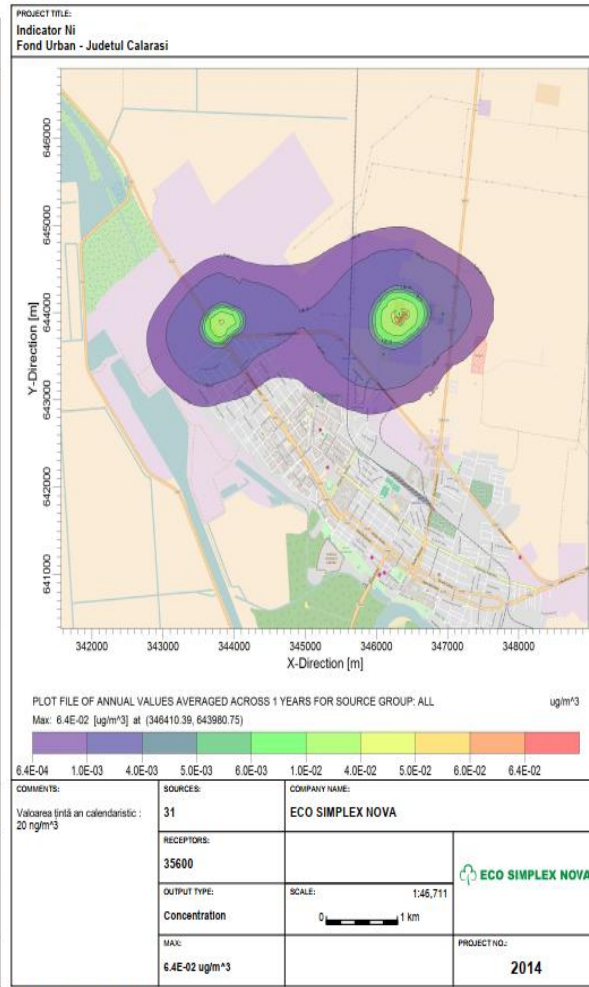 PROJECT TITLE:
Indicator Ni
Fond Urban - Judetul Calarasi
Y-Direction [m]
646000
645000
644000
643000
642000
641000
342000 343000 344000 345000 346000 347000 348000
X-Direction [m]
PLOT FILE OF ANNUAL VALUES AVERAGED ACROSS 1 YEARS FOR SOURCE GROUP: ALL ug/m^3
Max: 6.4E-02 [ug/m^3] at (346410.39, 643980.75)
6.4E-04 1.0E-03 4.0E-03 5.0E-03 6.0E-03 1.0E-02 4.0E-02 5.0E-02 6.0E-02 6.4E-02
COMMENTS:
Valoarea țintă an calendaristic :
20 ng/m^3
SOURCES:
31
COMPANY NAME:
ECO SIMPLEX NOVA
RECEPTORS:
35600
ECO SIMPLEX NOVA
OUTPUT TYPE:
Concentration
SCALE: 1:46,711
0 1 km
MAX:
6.4E-02 ug/m^3
PROJECT NO.:
2014